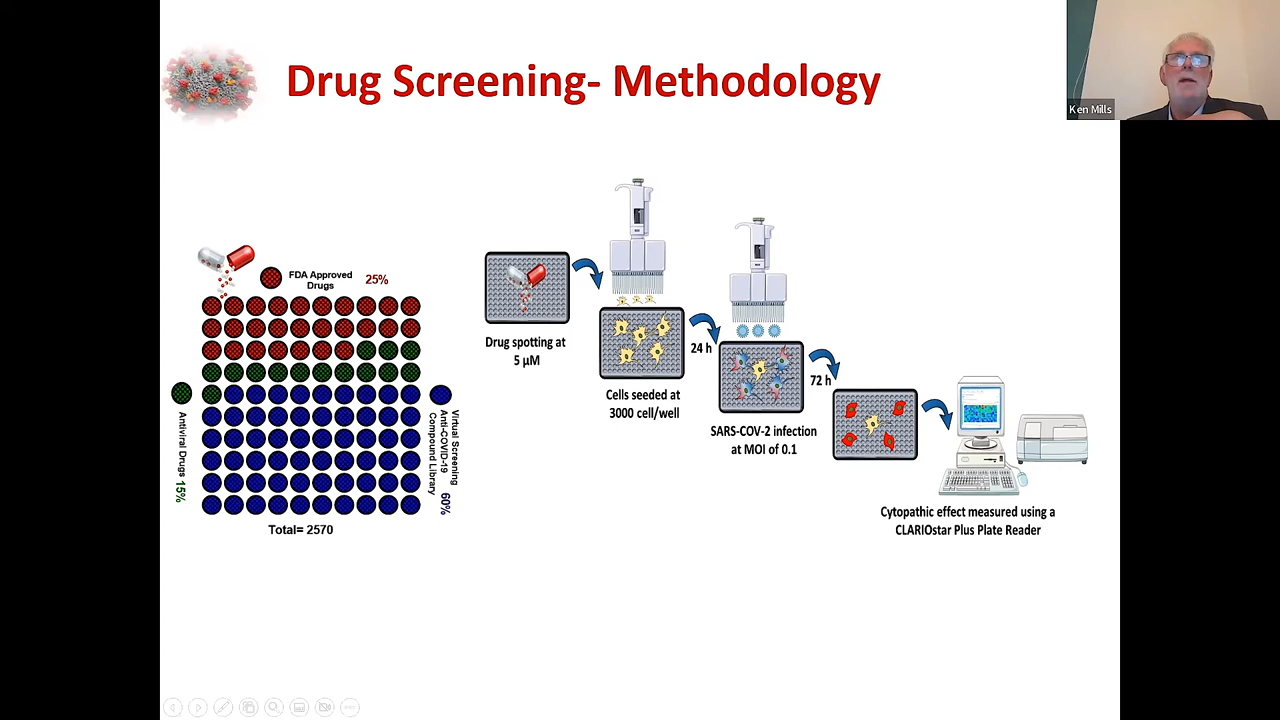 Drug Screening- Methodology
Ken Mills
FDA Approved
Drugs
25%
Antiviral Drugs 15%
Virtual Screening
Anti-COVID-19
Compound Library
60%
Total= 2570
Drug spotting at
5 µM
Cells seeded at
3000 cell/well
24 h
SARS-COV-2 infection
at MOI of 0.1
72 h
Cytopathic effect measured using a
CLARIOstar Plus Plate Reader